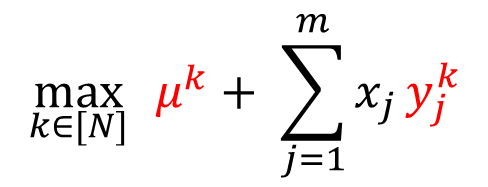 max k∈[N] μ^k + ∑_{j=1}^{m} x_j y_j^k